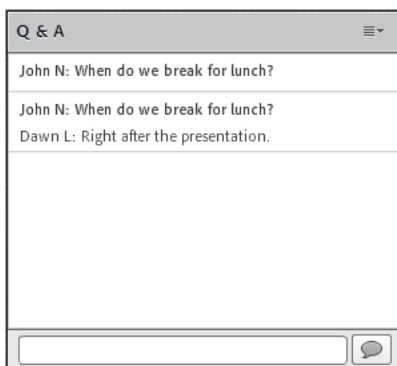 Q & A
John N: When do we break for lunch?
John N: When do we break for lunch?
Dawn L: Right after the presentation.